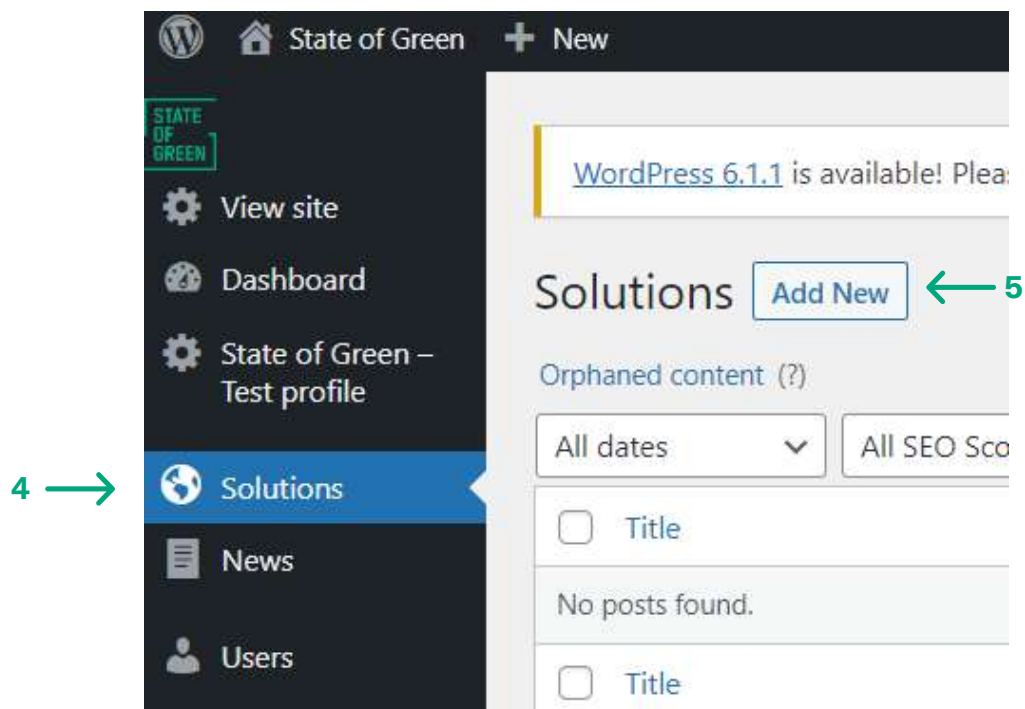 State of Green
New
STATE
OF
GREEN
View site
Dashboard
State of Green –
Test profile
4
Solutions
News
Users
WordPress 6.1.1 is available!
Solutions
Add New
5
Orphaned content (?)
All dates
All SEO
Title
No posts found.
Title